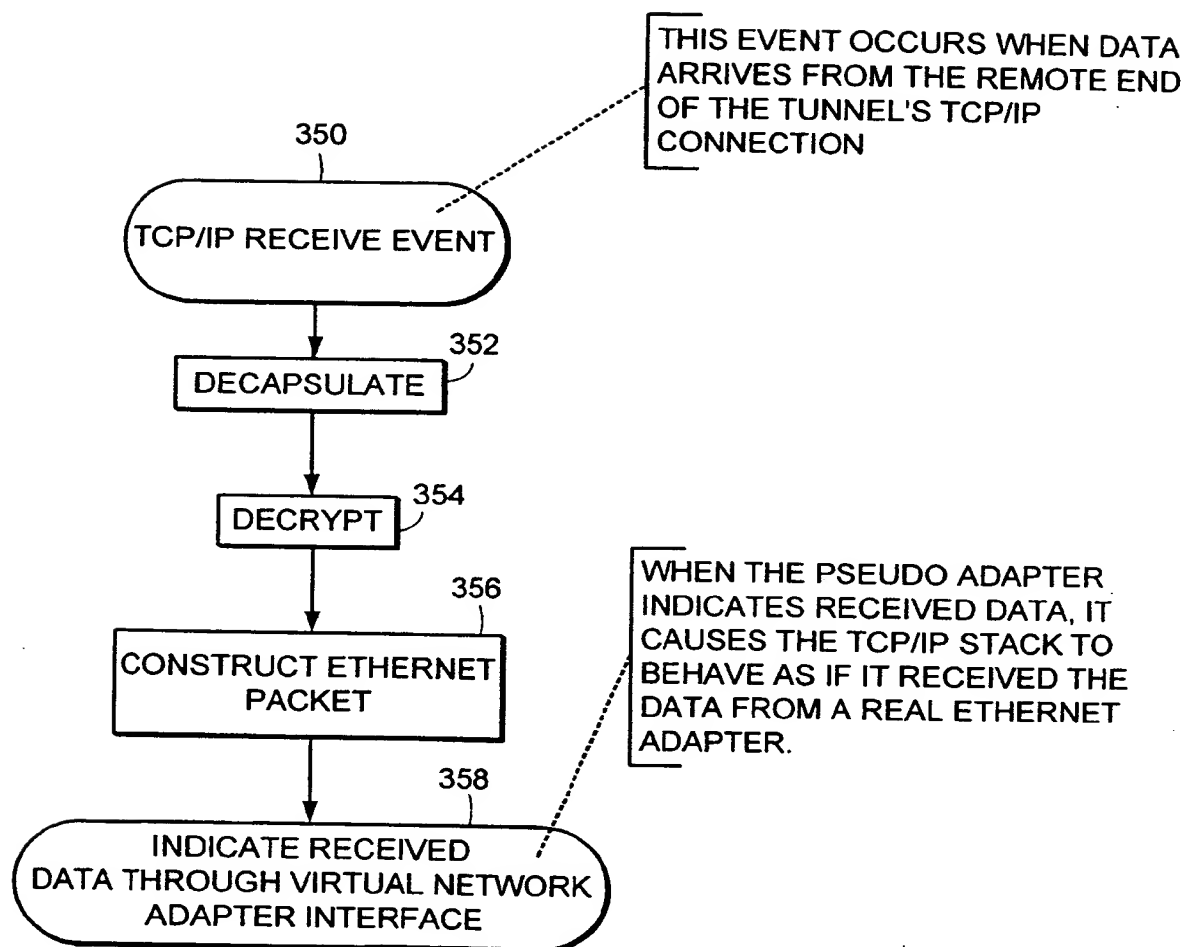 THIS EVENT OCCURS WHEN DATA
ARRIVES FROM THE REMOTE END
OF THE TUNNEL'S TCP/IP
CONNECTION
350
TCP/IP RECEIVE EVENT
352
DECAPSULATE
354
DECRYPT
356
CONSTRUCT ETHERNET
PACKET
WHEN THE PSEUDO ADAPTER
INDICATES RECEIVED DATA, IT
CAUSES THE TCP/IP STACK TO
BEHAVE AS IF IT RECEIVED THE
DATA FROM A REAL ETHERNET
ADAPTER.
358
INDICATE RECEIVED
DATA THROUGH VIRTUAL NETWORK
ADAPTER INTERFACE